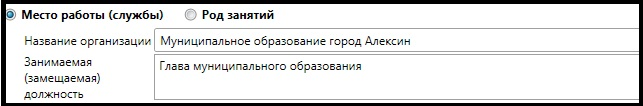 Место работы (службы) Род занятий
Название организации Муниципальное образование город Алексин
Занимаемая Глава муниципального образования
(замещаемая)
должность